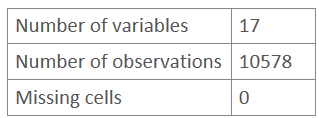 Number of variables 17
Number of observations 10578
Missing cells 0